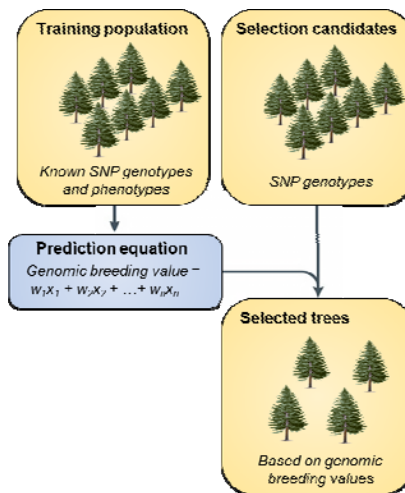 Training population
Known SNP genotypes
and phenotypes
Selection candidates
SNP genotypes
Prediction equation
Genomic breeding value =
w₁x₁ + w₂x₂ + …+ wₙxₙ
Selected trees
Based on genomic
breeding values